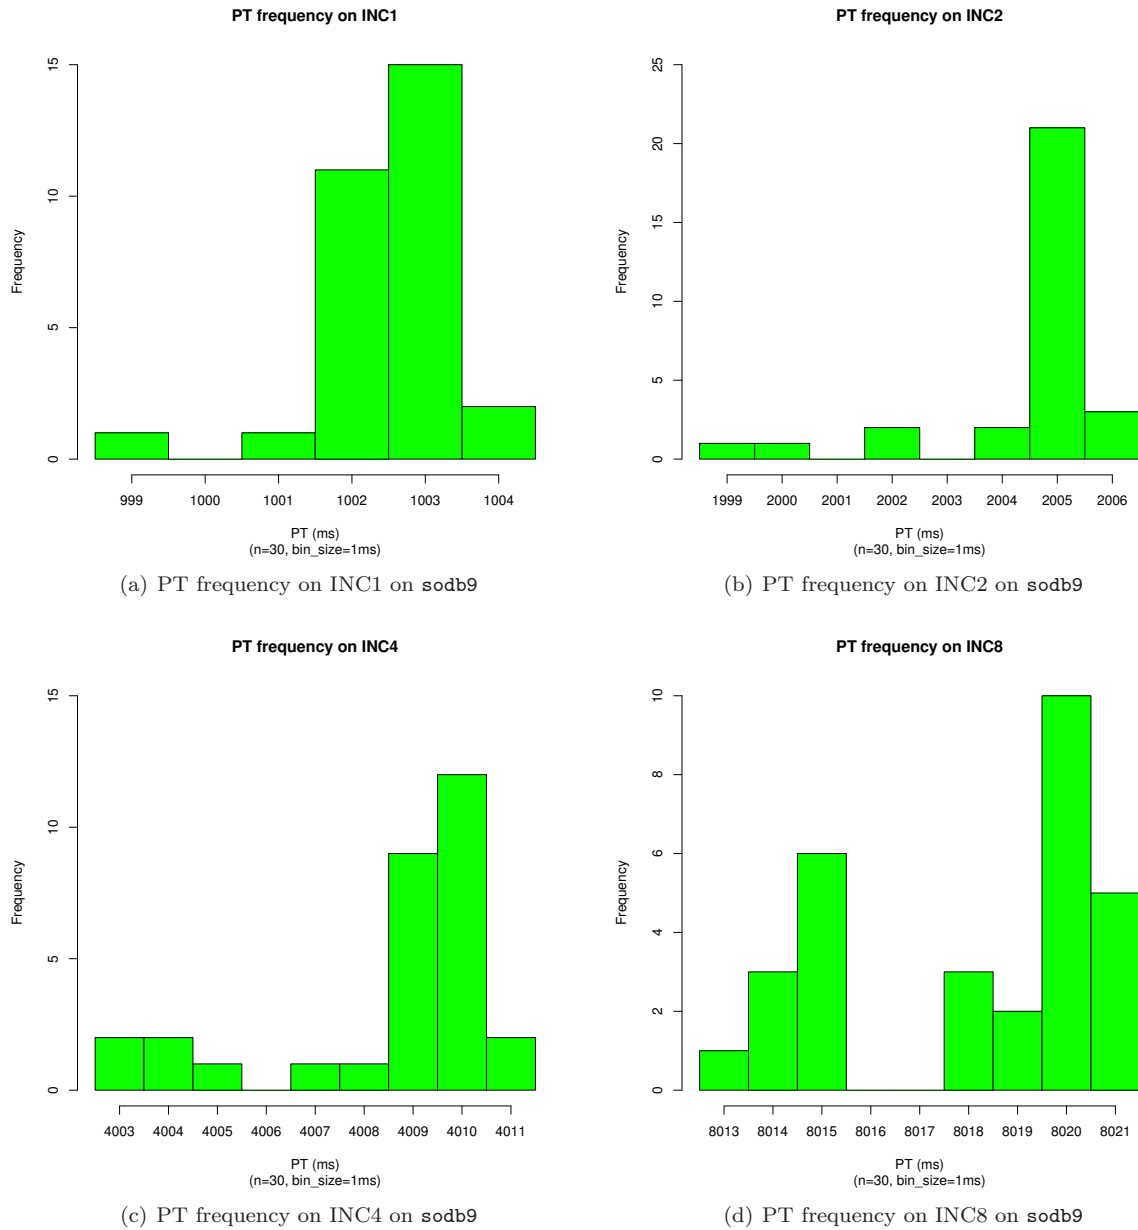 PT frequency on INC1
Frequency
15
10
5
0
999 1000 1001 1002 1003 1004
PT (ms)
(n=30, bin_size=1ms)
(a) PT frequency on INC1 on sodb9
PT frequency on INC2
Frequency
25
20
15
10
5
0
1999 2000 2001 2002 2003 2004 2005 2006
PT (ms)
(n=30, bin_size=1ms)
(b) PT frequency on INC2 on sodb9
PT frequency on INC4
Frequency
15
10
5
0
4003 4004 4005 4006 4007 4008 4009 4010 4011
PT (ms)
(n=30, bin_size=1ms)
(c) PT frequency on INC4 on sodb9
PT frequency on INC8
Frequency
10
8
6
4
2
0
8013 8014 8015 8016 8017 8018 8019 8020 8021
PT (ms)
(n=30, bin_size=1ms)
(d) PT frequency on INC8 on sodb9